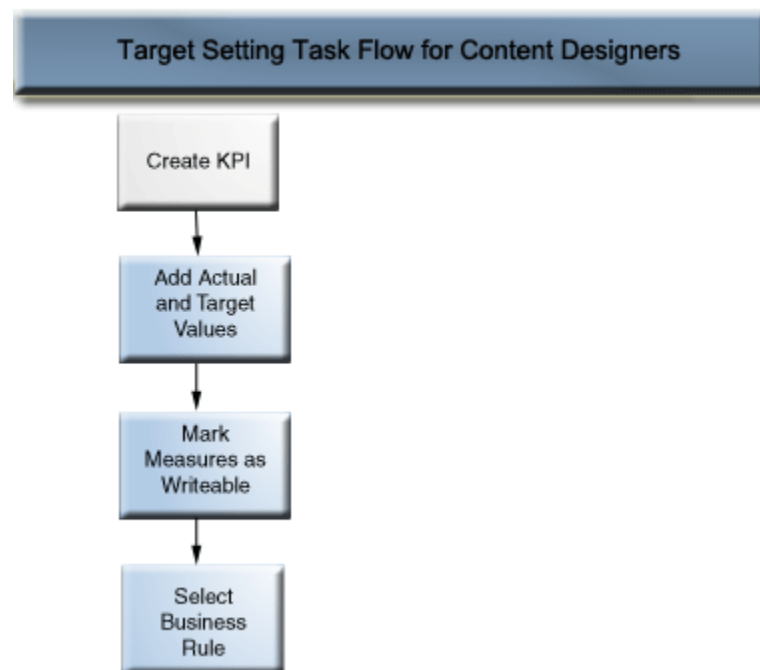 Target Setting Task Flow for Content Designers
Create KPI
Add Actual
and Target
Values
Mark
Measures as
Writeable
Select
Business
Rule